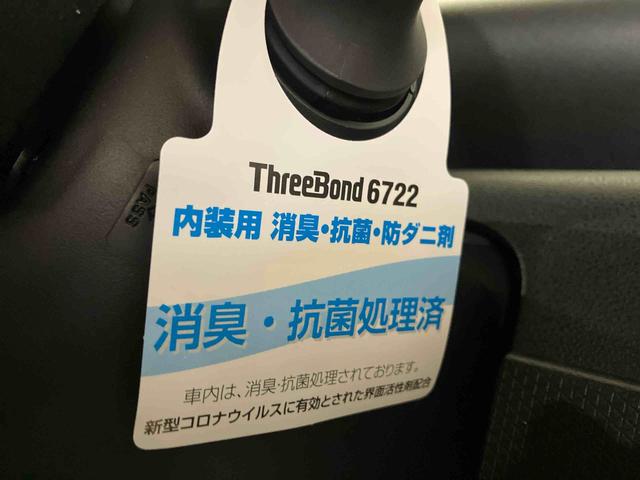 ThreeBond 6722
内装用 消臭・抗菌・防ダニ剤
消臭・抗菌処理済
車内は、消臭・抗菌処理されております。
新型コロナウイルスに有効とされた界面活性剤配合
PASS